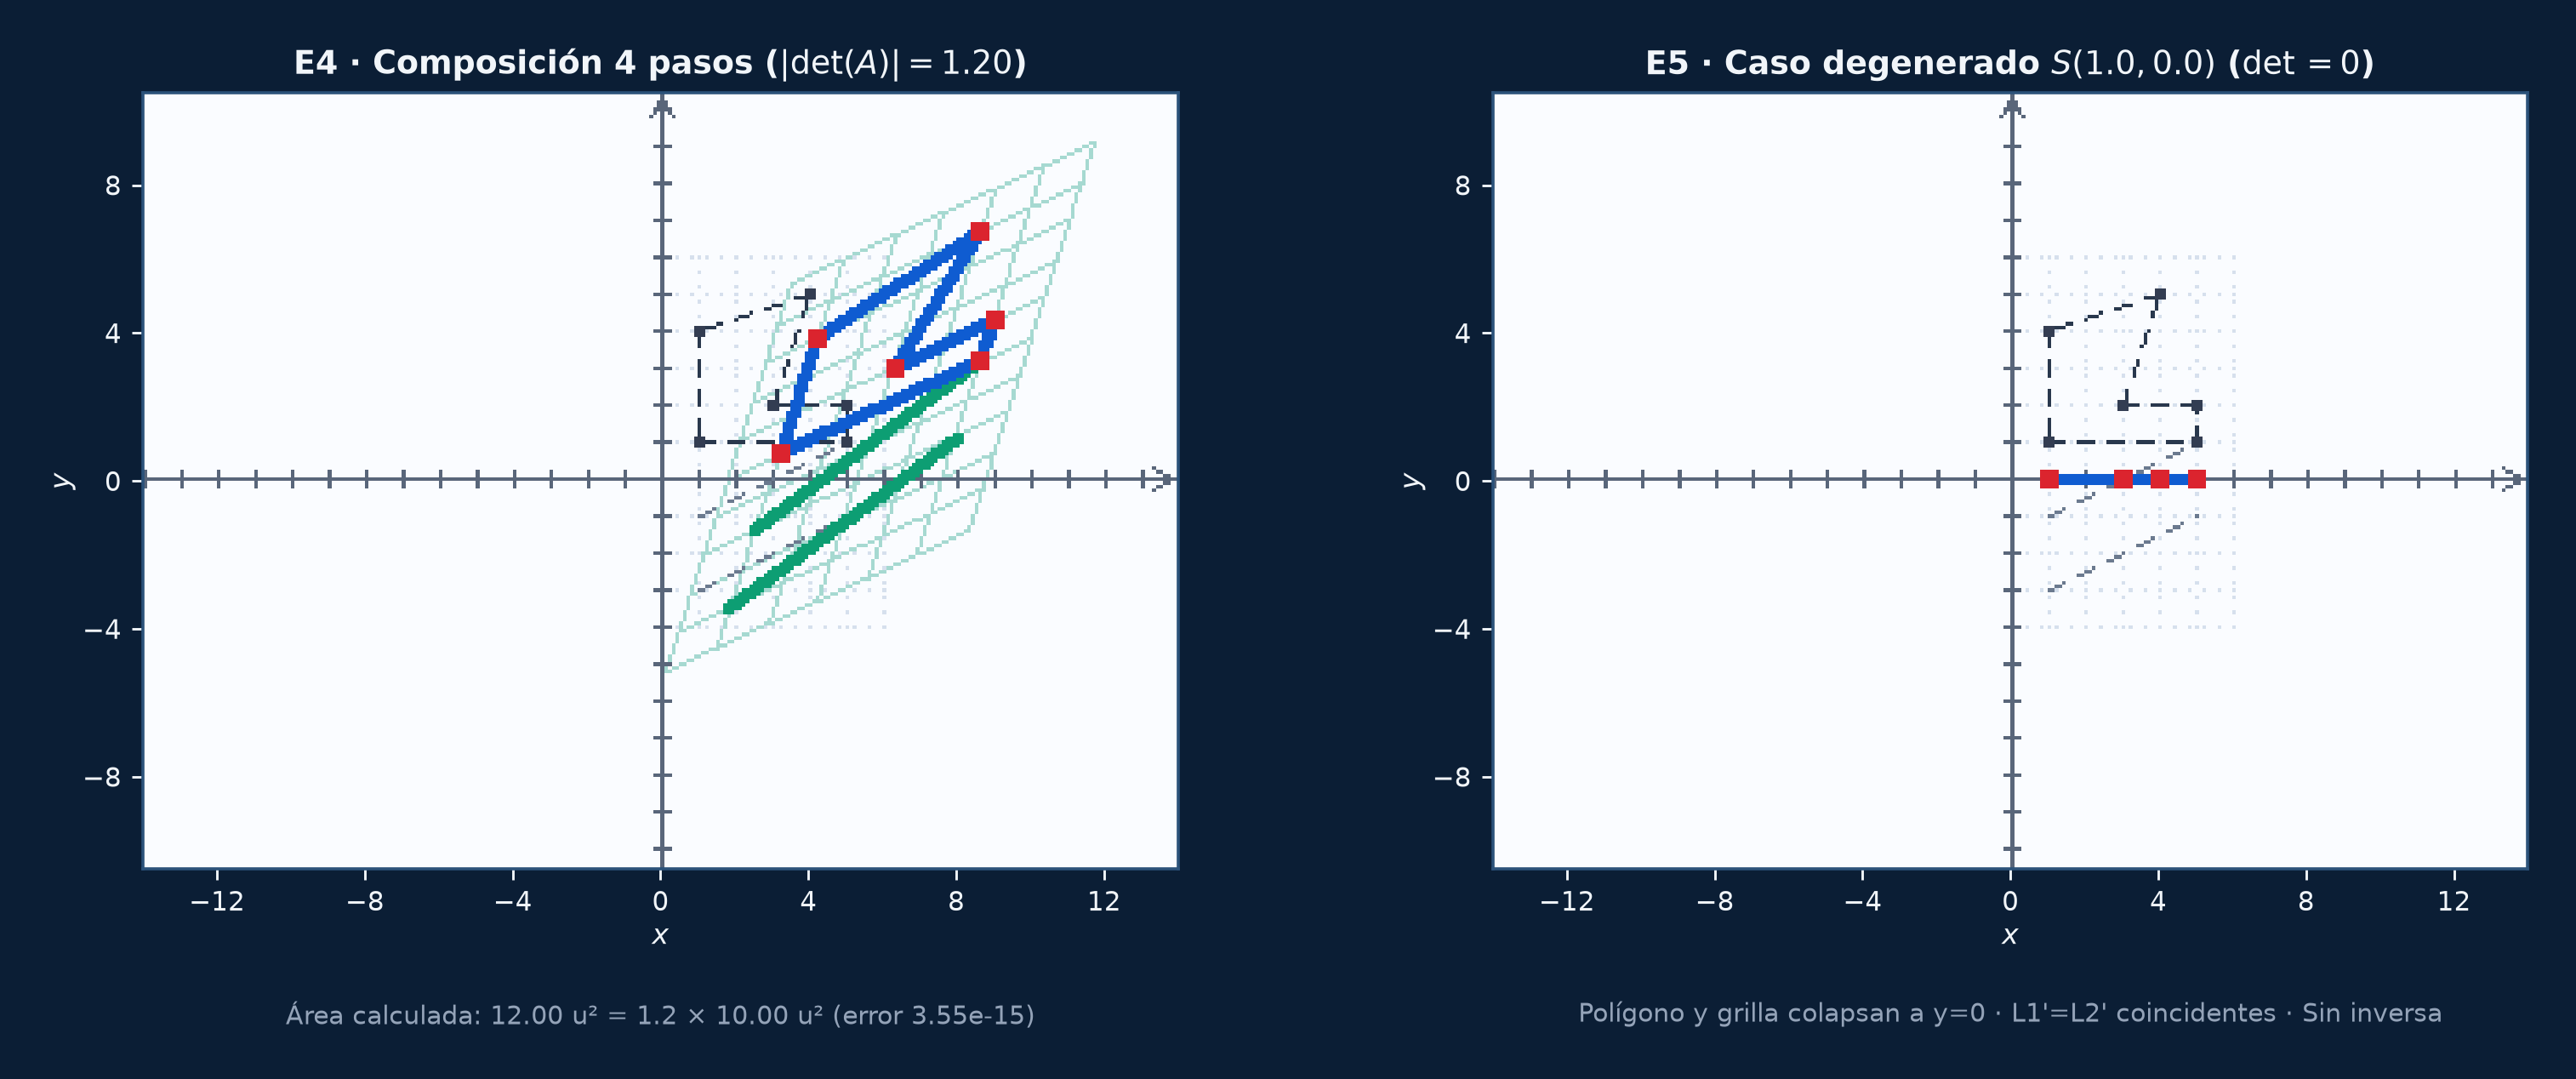 E4 · Composición 4 pasos (|det(A)| = 1.20)
8
4
0
−4
−8
y
−12 −8 −4 0 4 8 12
x
Área calculada: 12.00 u² = 1.2 × 10.00 u² (error 3.55e-15)
E5 · Caso degenerado S(1.0, 0.0) (det = 0)
8
4
0
−4
−8
y
−12 −8 −4 0 4 8 12
x
Polígono y grilla colapsan a y=0 · L1'=L2' coincidentes · Sin inversa